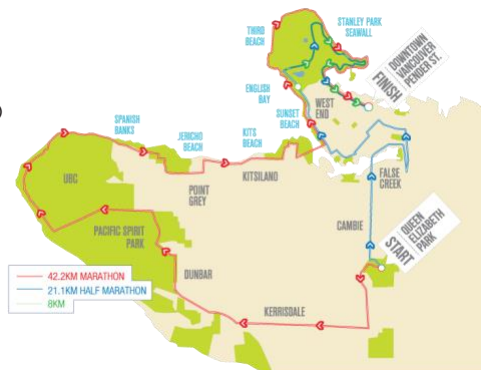 THIRD
BEACH
STANLEY PARK
SEAWALL
DOWNTOWN
VANCOUVER
PENDER ST.
FINISH
ENGLISH
BAY
WEST
END
SUNSET
BEACH
SPANISH
BANKS
JERICHO
BEACH
KITS
BEACH
UBC
POINT
GREY
KITSILANO
FALSE
CREEK
CAMBIE
QUEEN
ELIZABETH
PARK
START
PACIFIC SPIRIT
PARK
DUNBAR
KERRISDALE
42.2KM MARATHON
21.1KM HALF MARATHON
8KM